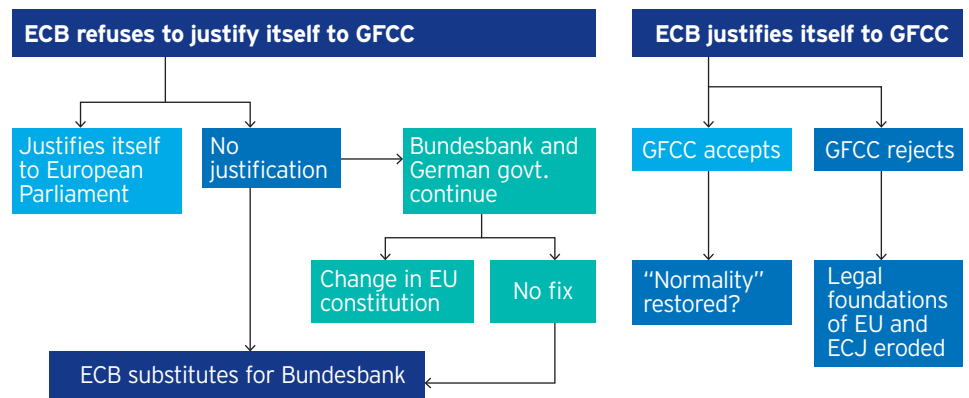 ECB refuses to justify itself to GFCC
ECB justifies itself to GFCC
Justifies itself
to European
Parliament
No
justification
Bundesbank and
German govt.
continue
GFCC accepts
GFCC rejects
Change in EU
constitution
No fix
“Normality”
restored?
Legal
foundations
of EU and
ECJ eroded
ECB substitutes for Bundesbank